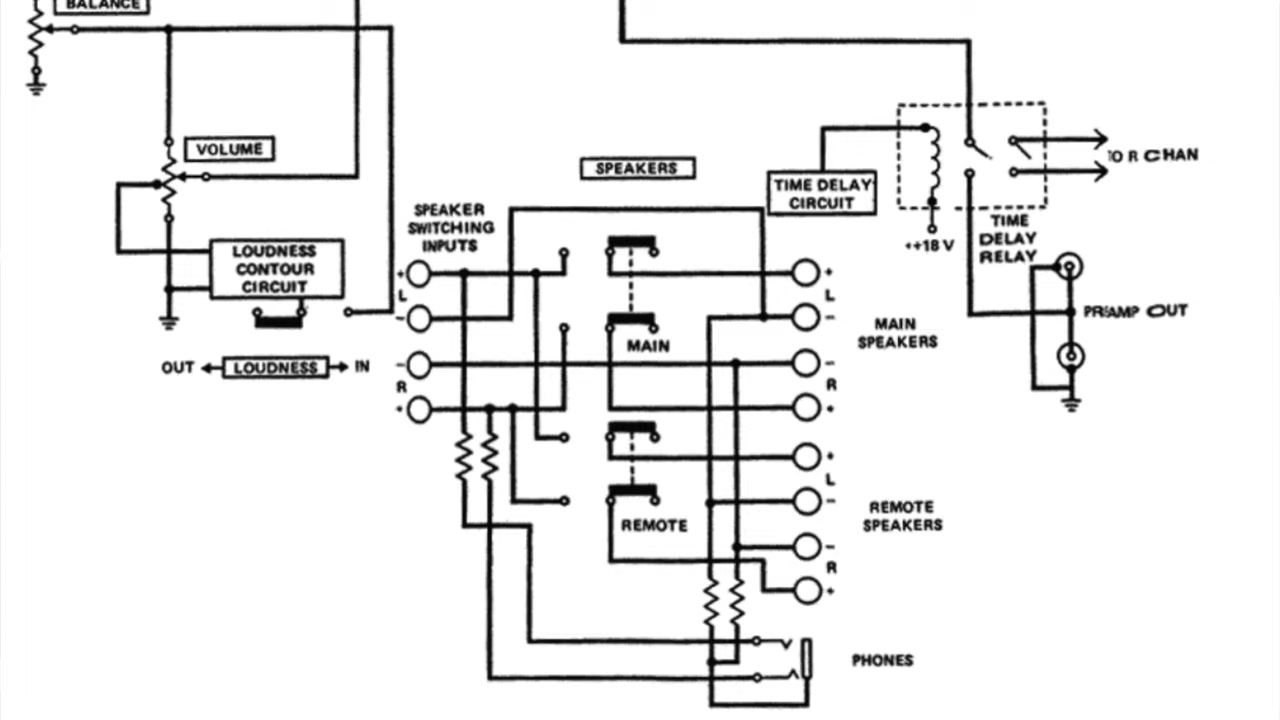 BALANCE
VOLUME
LOUDNESS
CONTOUR
CIRCUIT
OUT
LOUDNESS
IN
SPEAKER
SWITCHING
INPUTS
+
L
−
−
R
+
SPEAKERS
MAIN
REMOTE
TIME DELAY
CIRCUIT
++18 V
TIME
DELAY
RELAY
PREAMP OUT
+
L
−
MAIN
SPEAKERS
−
R
+
+
L
−
REMOTE
SPEAKERS
−
R
+
PHONES
R CHAN